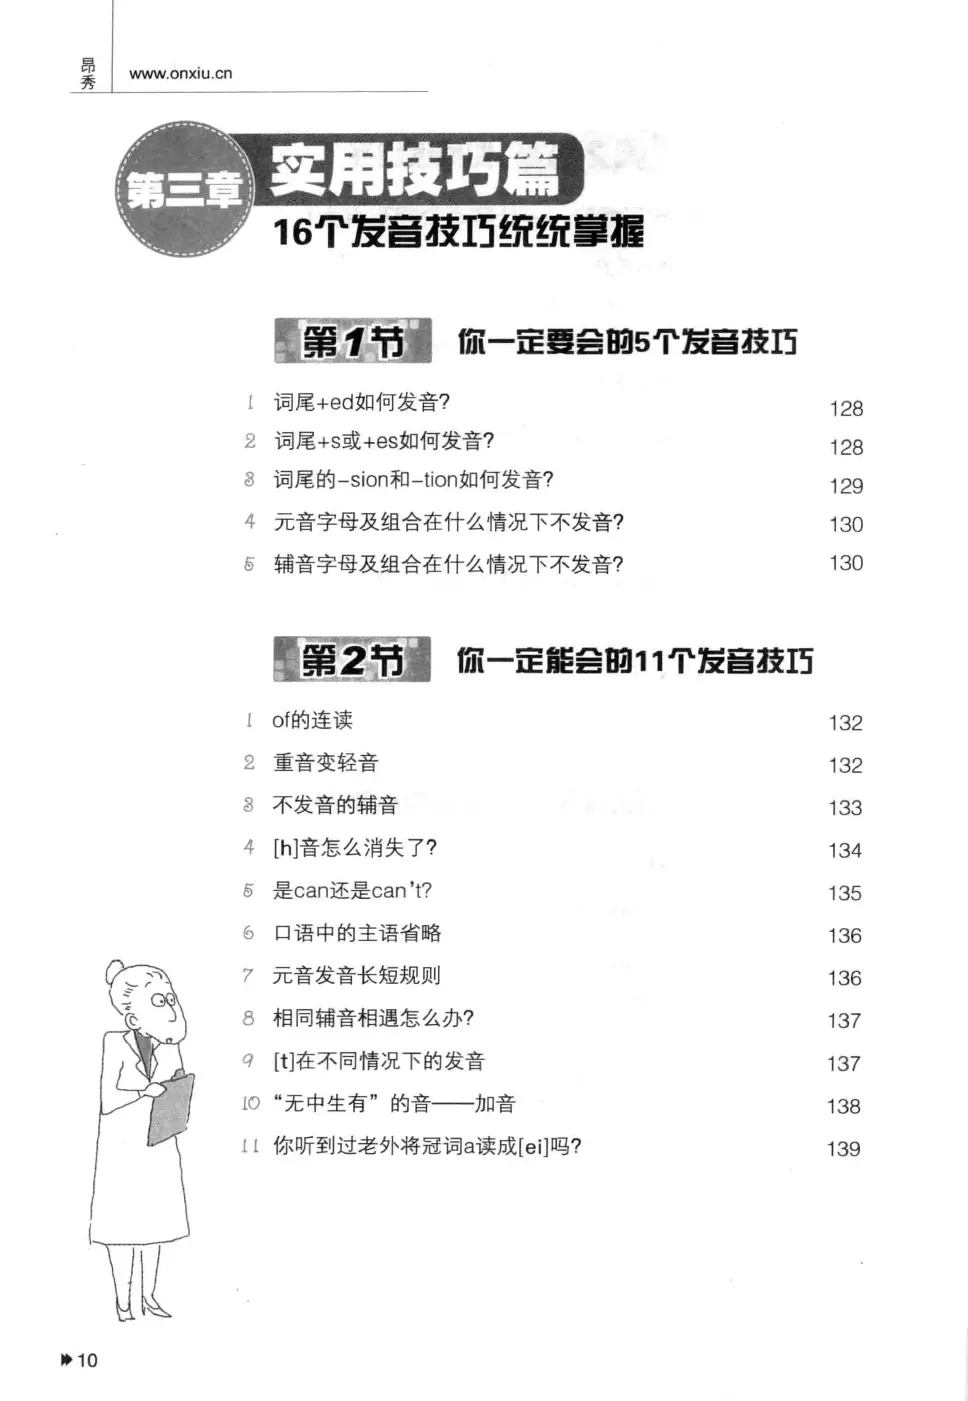 昂秀
www.onxiu.cn
第三章
实用技巧篇
16个发音技巧统统掌握
第1节 你一定要会的5个发音技巧
1 词尾+ed如何发音? 128
2 词尾+s或+es如何发音? 128
3 词尾的-sion和-tion如何发音? 129
4 元音字母及组合在什么情况下不发音? 130
5 辅音字母及组合在什么情况下不发音? 130
第2节 你一定能会的11个发音技巧
1 of的连读 132
2 重音变轻音 132
3 不发音的辅音 133
4 [h]音怎么消失了? 134
5 是can还是can't? 135
6 口语中的主语省略 136
7 元音发音长短规则 136
8 相同辅音相遇怎么办? 137
9 [t]在不同情况下的发音 137
10 “无中生有”的音——加音 138
11 你听到过老外将冠词a读成[ei]吗? 139
10